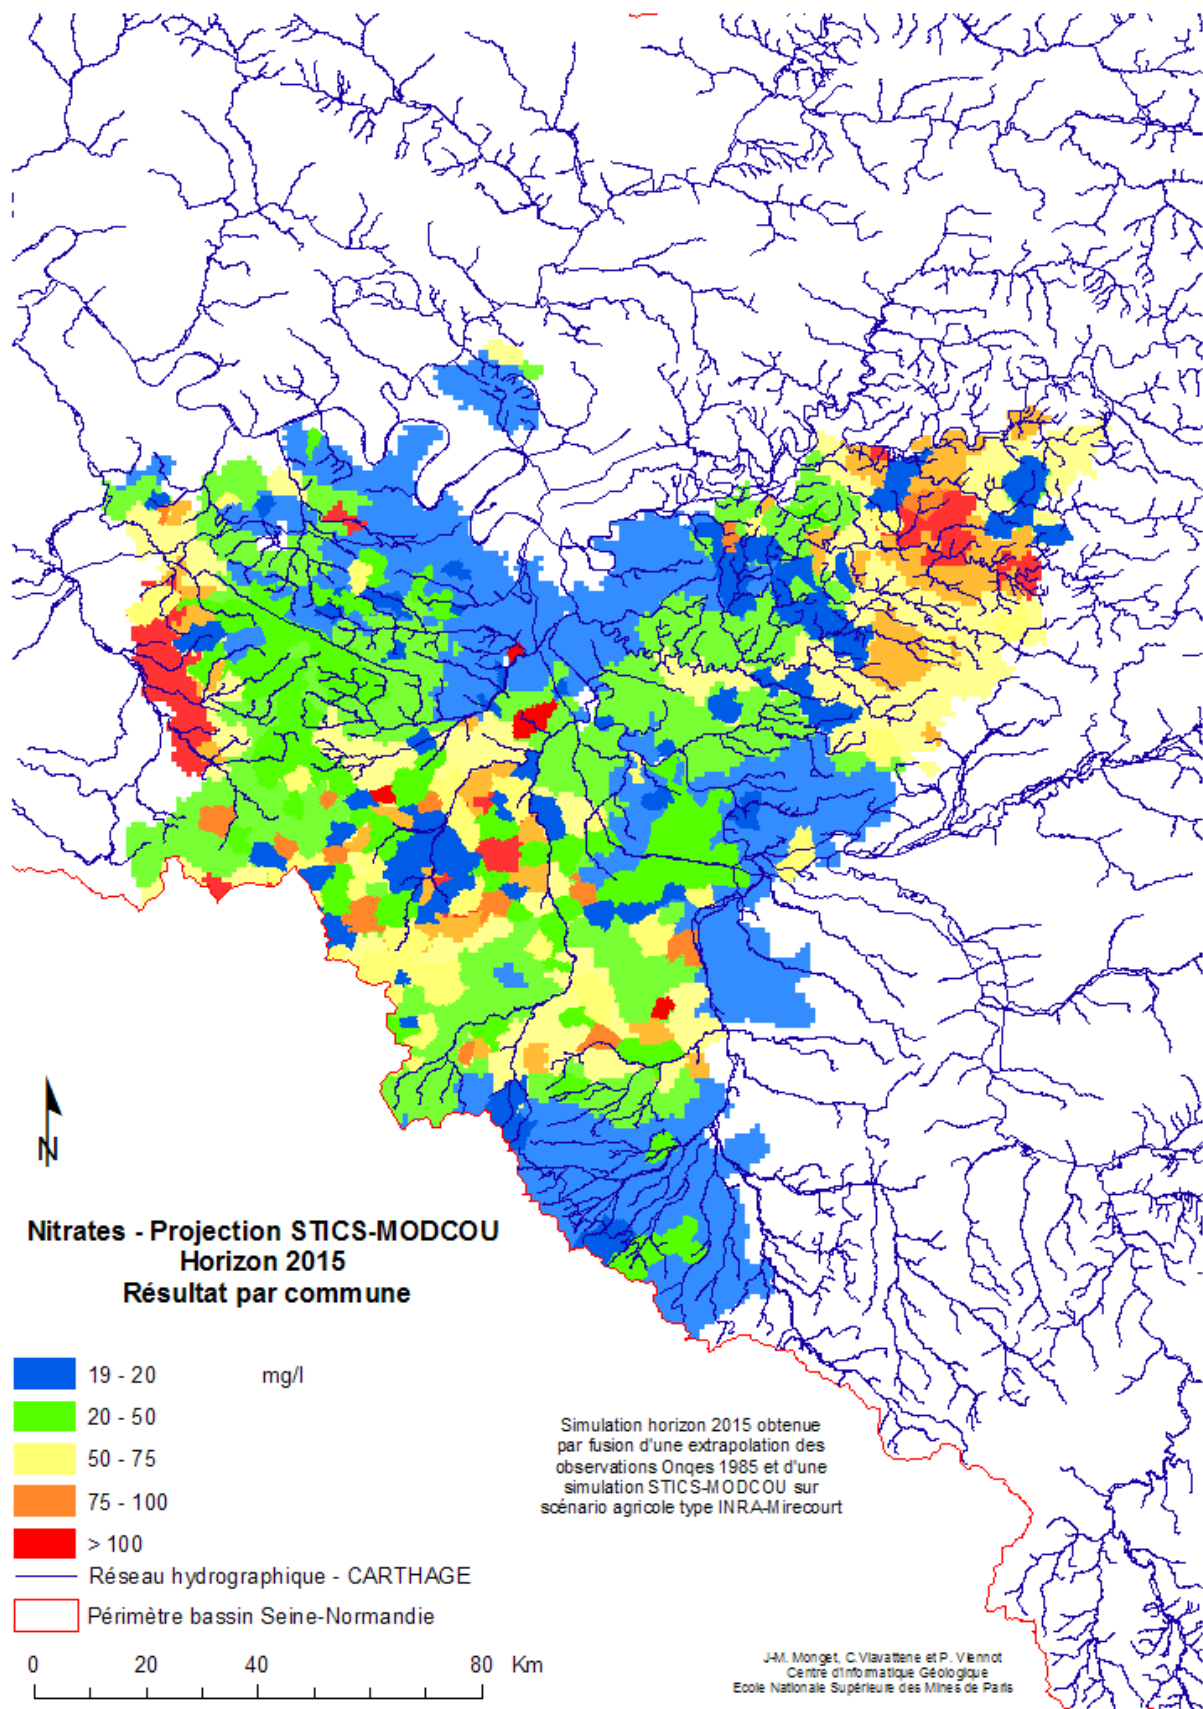 N
Nitrates - Projection STICS-MODCOU
Horizon 2015
Résultat par commune
19 - 20 mg/l
20 - 50
50 - 75
75 - 100
> 100
Réseau hydrographique - CARTHAGE
Périmètre bassin Seine-Normandie
0 20 40 80 Km
Simulation horizon 2015 obtenue
par fusion d'une extrapolation des
observations Onqes 1985 et d'une
simulation STICS-MODCOU sur
scénario agricole type INRA-Mirecourt
J-M. Monget, C.Viavattene et P. Viennot
Centre d'Informatique Géologique
Ecole Nationale Supérieure des Mines de Paris